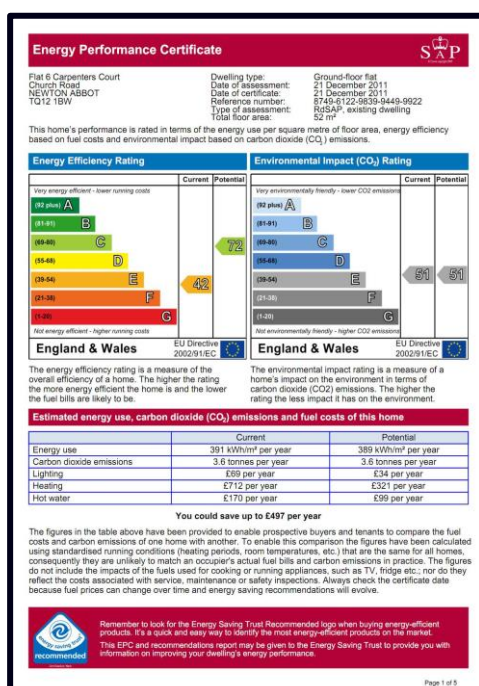 Energy Performance Certificate
SAP
Flat 6 Carpenters Court
Church Road
NEWTON ABBOT
TQ12 1BW
Dwelling type: Ground-floor flat
Date of assessment: 21 December 2011
Date of certificate: 21 December 2011
Reference number: 8749-6122-9839-9449-9922
Type of assessment: RdSAP, existing dwelling
Total floor area: 52 m²
This home's performance is rated in terms of the energy use per square metre of floor area, energy efficiency
based on fuel costs and environmental impact based on carbon dioxide (CO₂) emissions.
Energy Efficiency Rating
Current Potential
Very energy efficient - lower running costs
(92 plus) A
(81-91) B
(69-80) C
(55-68) D
(39-54) E
(21-38) F
(1-20) G
Not energy efficient - higher running costs
42
72
England & Wales
EU Directive
2002/91/EC
Environmental Impact (CO₂) Rating
Current Potential
Very environmentally friendly - lower CO2 emissions
(92 plus) A
(81-91) B
(69-80) C
(55-68) D
(39-54) E
(21-38) F
(1-20) G
Not environmentally friendly - higher CO2 emissions
51
51
England & Wales
EU Directive
2002/91/EC
The energy efficiency rating is a measure of the
overall efficiency of a home. The higher the rating
the more energy efficient the home is and the lower
the fuel bills are likely to be.
The environmental impact rating is a measure of a
home's impact on the environment in terms of
carbon dioxide (CO2) emissions. The higher the
rating the less impact it has on the environment.
Estimated energy use, carbon dioxide (CO₂) emissions and fuel costs of this home
Current Potential
Energy use 391 kWh/m² per year 389 kWh/m² per year
Carbon dioxide emissions 3.6 tonnes per year 3.6 tonnes per year
Lighting £69 per year £34 per year
Heating £712 per year £321 per year
Hot water £170 per year £99 per year
You could save up to £497 per year
The figures in the table above have been provided to enable prospective buyers and tenants to compare the fuel
costs and carbon emissions of one home with another. To enable this comparison the figures have been calculated
using standardised running conditions (heating periods, room temperatures, etc.) that are the same for all homes,
consequently they are unlikely to match an occupier's actual fuel bills and carbon emissions in practice. The figures
do not include the impacts of the fuels used for cooking or running appliances, such as TV, fridge etc.; nor do they
reflect the costs associated with service, maintenance or safety inspections. Always check the certificate date
because fuel prices can change over time and energy saving recommendations will evolve.
energy saving
recommended
Remember to look for the Energy Saving Trust Recommended logo when buying energy-efficient
products. It's a quick and easy way to identify the most energy-efficient products on the market.
This EPC and recommendations report may be given to the Energy Saving Trust to provide you with
information on improving your dwelling's energy performance.
Page 1 of 5